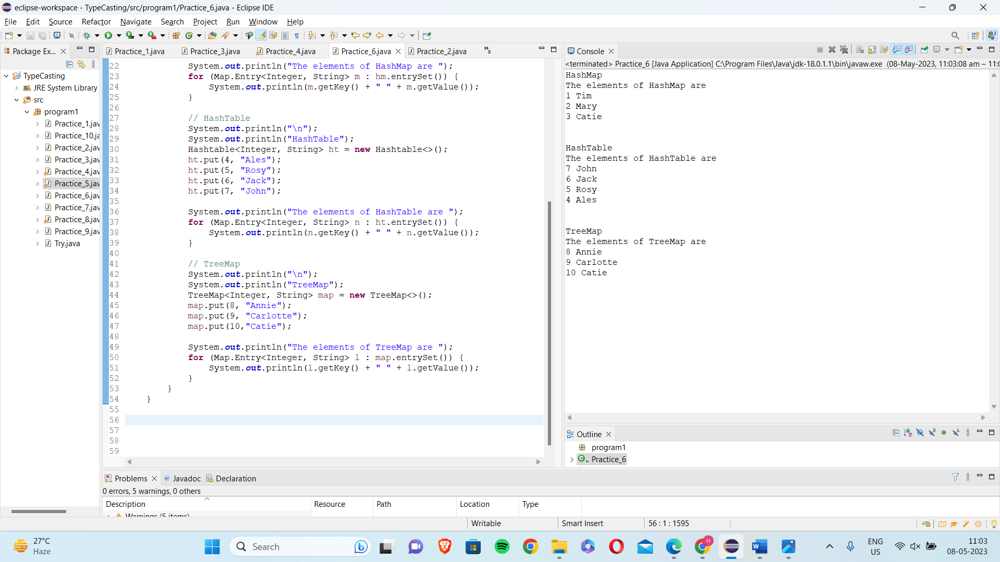 eclipse-workspace - TypeCasting/src/program1/Practice_6.java - Eclipse IDE
File Edit Source Refactor Navigate Search Project Run Window Help
Package Ex...
TypeCasting
JRE System Library
src
program1
Practice_1.jav
Practice_10.ja
Practice_2.jav
Practice_3.jav
Practice_4.jav
Practice_5.jav
Practice_6.jav
Practice_7.jav
Practice_8.jav
Practice_9.jav
Try.java
Practice_1.java Practice_3.java Practice_4.java Practice_6.java Practice_2.java »6
22 System.out.println("The elements of HashMap are ");
23 for (Map.Entry<Integer, String> m : hm.entrySet()) {
24 System.out.println(m.getKey() + " " + m.getValue());
25 }
26
27 // HashTable
28 System.out.println("\n");
29 System.out.println("HashTable");
30 Hashtable<Integer, String> ht = new Hashtable<>();
31 ht.put(4, "Ales");
32 ht.put(5, "Rosy");
33 ht.put(6, "Jack");
34 ht.put(7, "John");
35
36 System.out.println("The elements of HashTable are ");
37 for (Map.Entry<Integer, String> n : ht.entrySet()) {
38 System.out.println(n.getKey() + " " + n.getValue());
39 }
40
41 // TreeMap
42 System.out.println("\n");
43 System.out.println("TreeMap");
44 TreeMap<Integer, String> map = new TreeMap<>();
45 map.put(8, "Annie");
46 map.put(9, "Carlotte");
47 map.put(10,"Catie");
48
49 System.out.println("The elements of TreeMap are ");
50 for (Map.Entry<Integer, String> l : map.entrySet()) {
51 System.out.println(l.getKey() + " " + l.getValue());
52 }
53 }
54 }
55
56
57
58
59
Console
<terminated> Practice_6 [Java Application] C:\Program Files\Java\jdk-18.0.1.1\bin\javaw.exe (08-May-2023, 11:03:08 am – 11:0
HashMap
The elements of HashMap are
1 Tim
2 Mary
3 Catie
HashTable
The elements of HashTable are
7 John
6 Jack
5 Rosy
4 Ales
TreeMap
The elements of TreeMap are
8 Annie
9 Carlotte
10 Catie
Outline
program1
Practice_6
Problems Javadoc Declaration
0 errors, 5 warnings, 0 others
Description Resource Path Location Type
Warnings (5 items)
Writable Smart Insert 56 : 1 : 1595
27°C
Haze
Search
H
ENG
US
11:03
08-05-2023